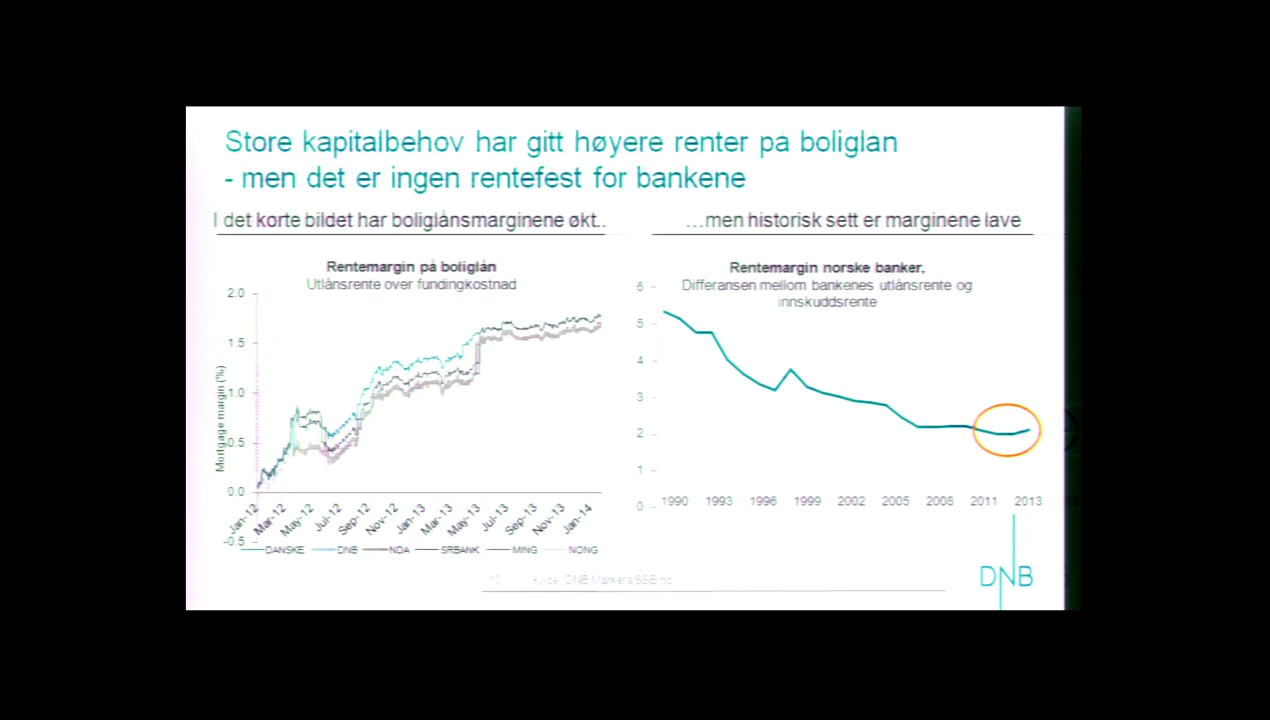 Store kapitalbehov har gitt høyere renter på boliglån
- men det er ingen rentefest for bankene
I det korte bildet har boliglånsmarginene økt..
…men historisk sett er marginene lave
Rentemargin på boliglån
Utlånsrente over fundingkostnad
Mortgage margin (%)
2.0
1.5
1.0
0.5
0.0
-0.5
Jan-12 Mar-12 May-12 Jul-12 Sep-12 Nov-12 Jan-13 Mar-13 May-13 Jul-13 Sep-13 Nov-13 Jan-14
DANSKE DNB NDA SRBANK MING NONG
Rentemargin norske banker,
Differansen mellom bankenes utlånsrente og
innskuddsrente
6
5
4
3
2
1
0
1990 1993 1996 1999 2002 2005 2008 2011 2013
Kilde: DNB Markets/SSB
DNB